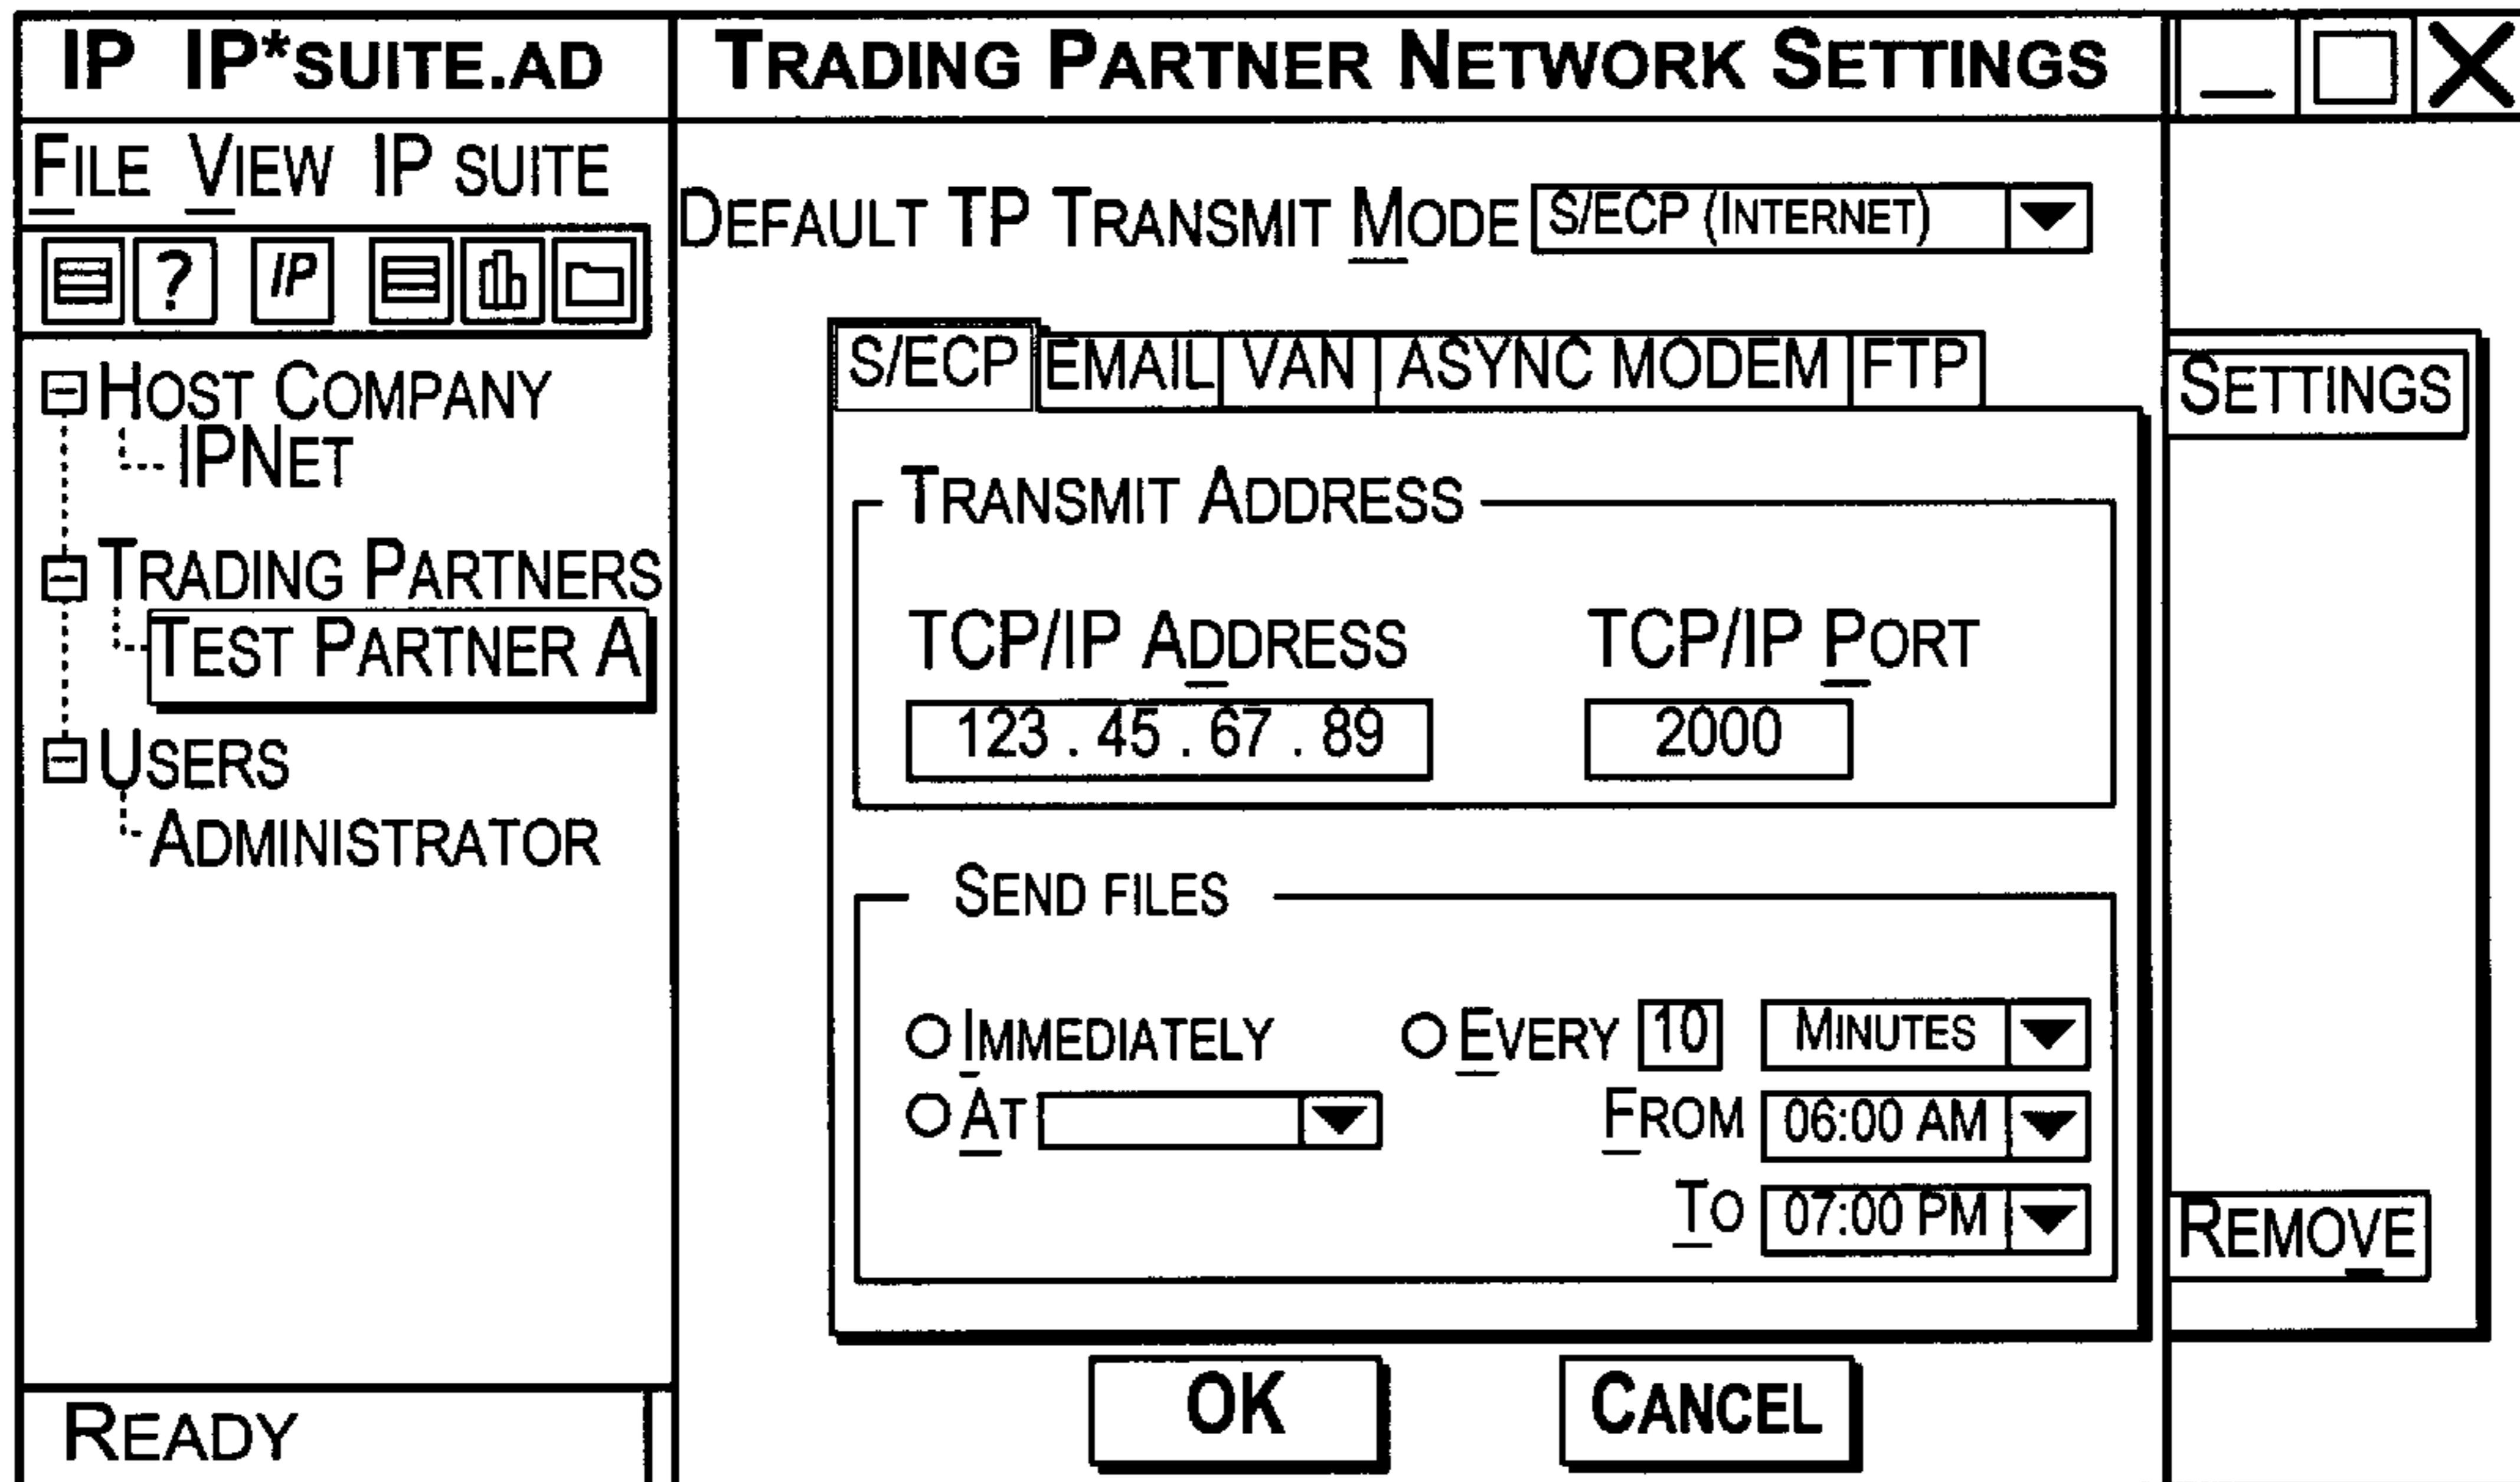 IP IP*SUITE.AD
TRADING PARTNER NETWORK SETTINGS
FILE VIEW IP SUITE
? IP
HOST COMPANY
IPNET
TRADING PARTNERS
TEST PARTNER A
USERS
ADMINISTRATOR
READY
DEFAULT TP TRANSMIT MODE S/ECP (INTERNET)
S/ECP EMAIL VAN ASYNC MODEM FTP
TRANSMIT ADDRESS
TCP/IP ADDRESS TCP/IP PORT
123 . 45 . 67 . 89 2000
SEND FILES
IMMEDIATELY EVERY 10 MINUTES
AT FROM 06:00 AM
TO 07:00 PM
OK CANCEL
SETTINGS
REMOVE